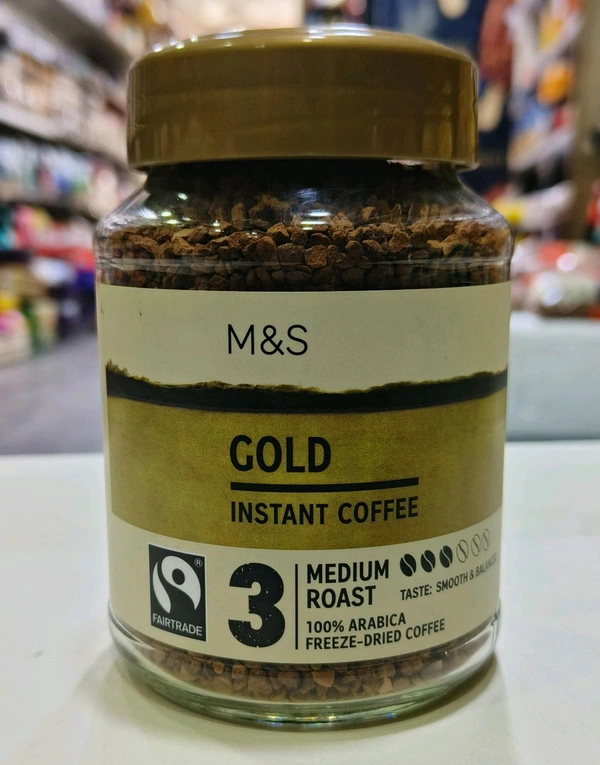 M&S
GOLD
INSTANT COFFEE
FAIRTRADE
®
3
MEDIUM
ROAST
TASTE: SMOOTH & BALANCED
100% ARABICA
FREEZE-DRIED COFFEE